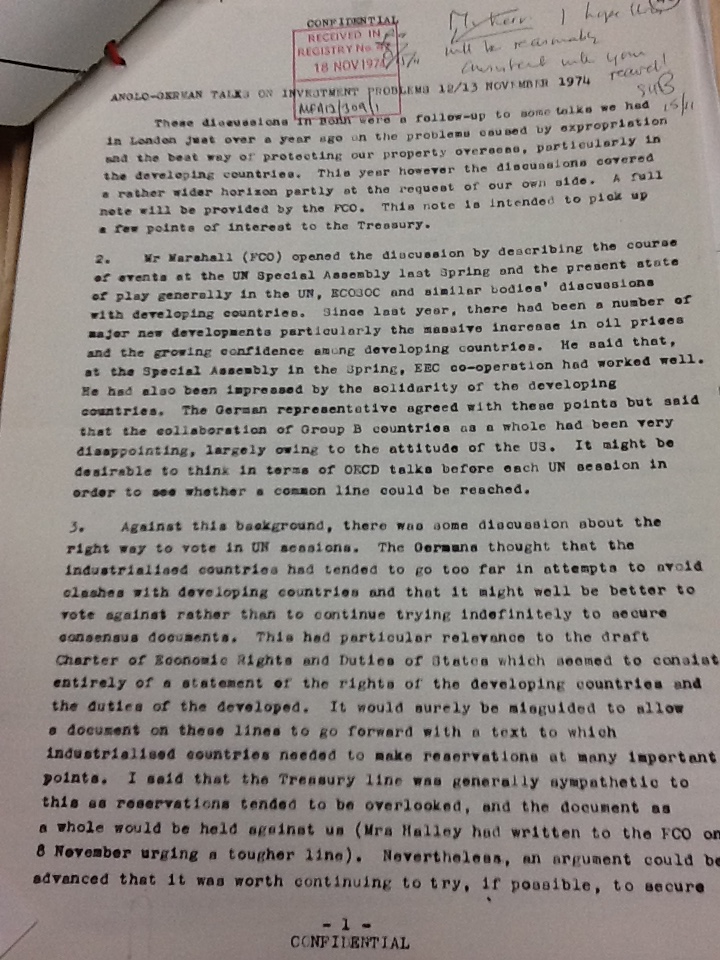 CONFIDENTIAL
I hope
will be reasonably
consistent with your
record!
RECEIVED IN
REGISTRY No.
18 NOV 1974
15/11
ANGLO-GERMAN TALKS ON INVESTMENT PROBLEMS 12/13 NOVEMBER 1974
These discussions in Bonn were a follow-up to some talks we had
in London just over a year ago on the problems caused by expropriation
and the best way of protecting our property overseas, particularly in
the developing countries. This year however the discussions covered
a rather wider horizon partly at the request of our own side. A full
note will be provided by the FCO. This note is intended to pick up
a few points of interest to the Treasury.
2. Mr Marshall (FCO) opened the discussion by describing the course
of events at the UN Special Assembly last Spring and the present state
of play generally in the UN, ECOSOC and similar bodies' discussions
with developing countries. Since last year, there had been a number of
major new developments particularly the massive increase in oil prices
and the growing confidence among developing countries. He said that,
at the Special Assembly in the Spring, EEC co-operation had worked well.
He had also been impressed by the solidarity of the developing
countries. The German representative agreed with these points but said
that the collaboration of Group B countries as a whole had been very
disappointing, largely owing to the attitude of the US. It might be
desirable to think in terms of OECD talks before each UN session in
order to see whether a common line could be reached.
3. Against this background, there was some discussion about the
right way to vote in UN sessions. The Germans thought that the
industrialised countries had tended to go too far in attempts to avoid
clashes with developing countries and that it might well be better to
vote against rather than to continue trying indefinitely to secure
consensus documents. This had particular relevance to the draft
Charter of Economic Rights and Duties of States which seemed to consist
entirely of a statement of the rights of the developing countries and
the duties of the developed. It would surely be misguided to allow
a document on these lines to go forward with a text to which
industrialised countries needed to make reservations at many important
points. I said that the Treasury line was generally sympathetic to
this as reservations tended to be overlooked, and the document as
a whole would be held against us (Mrs Halley had written to the FCO on
8 November urging a tougher line). Nevertheless, an argument could be
advanced that it was worth continuing to try, if possible, to secure
- 1 -
CONFIDENTIAL